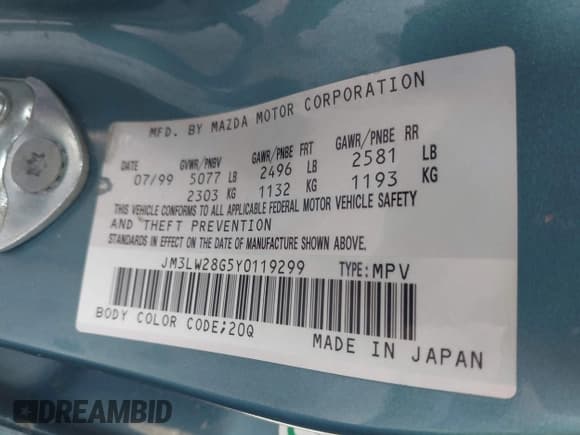 MFD. BY MAZDA MOTOR CORPORATION
DATE GVWR/PNBV GAWR/PNBE FRT GAWR/PNBE RR
07/99 5077 LB 2496 LB 2581 LB
2303 KG 1132 KG 1193 KG
THIS VEHICLE CONFORMS TO ALL APPLICABLE FEDERAL MOTOR VEHICLE SAFETY
AND THEFT PREVENTION
STANDARDS IN EFFECT ON THE DATE OF MANUFACTURE SHOWN ABOVE.
JM3LW28G5Y0119299 TYPE:MPV
BODY COLOR CODE;20Q
MADE IN JAPAN
DREAMBID